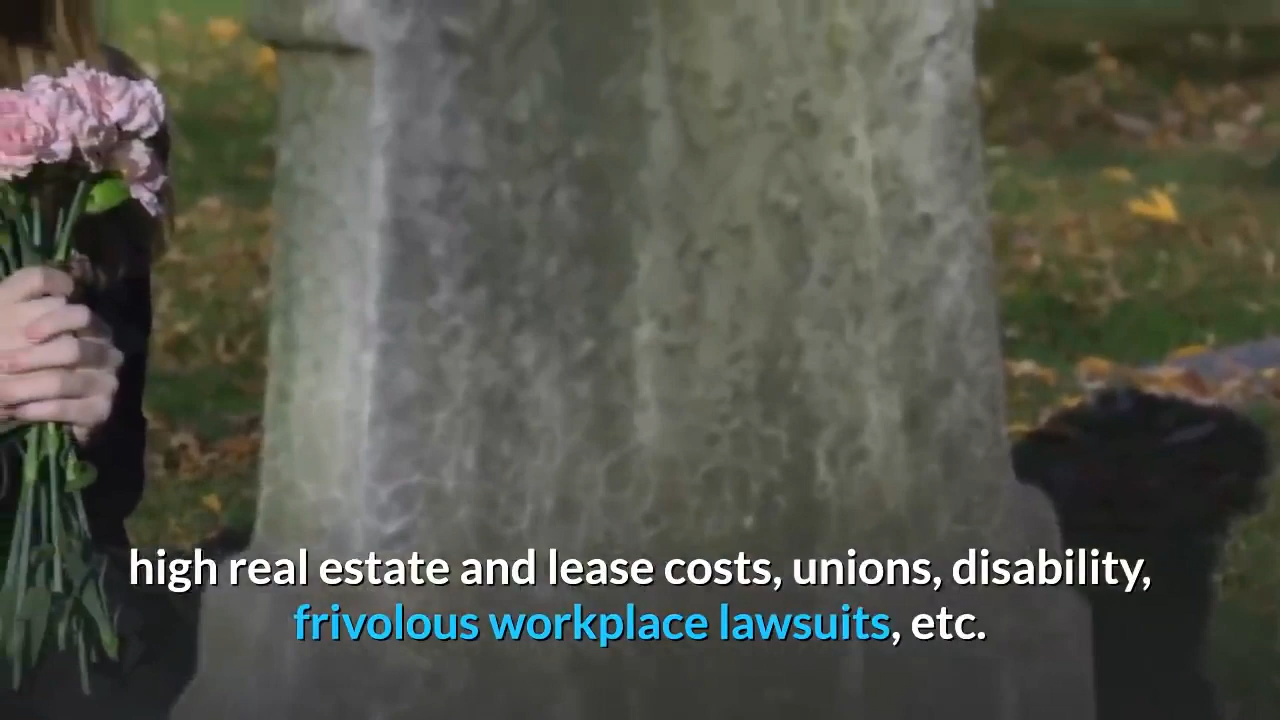 high real estate and lease costs, unions, disability,
frivolous workplace lawsuits, etc.